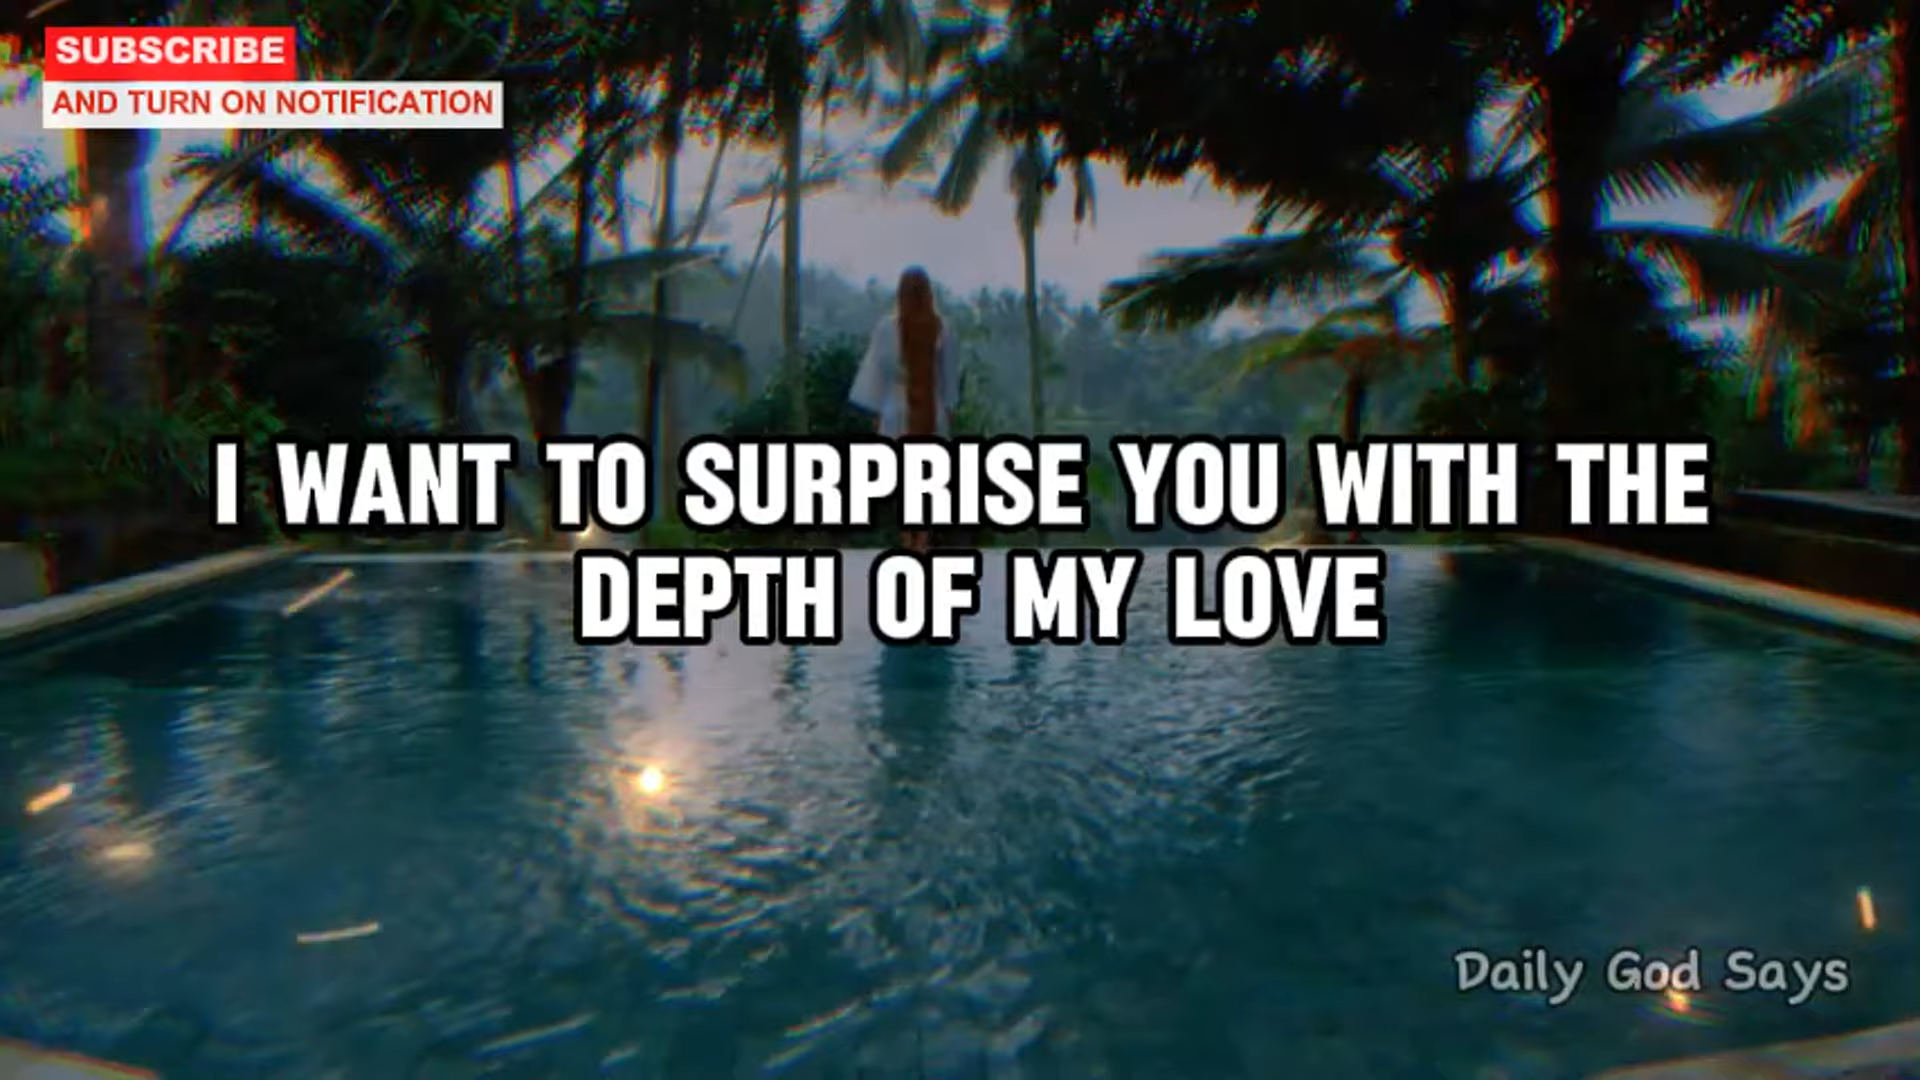 SUBSCRIBE
AND TURN ON NOTIFICATION
I WANT TO SURPRISE YOU WITH THE
DEPTH OF MY LOVE
Daily God Says